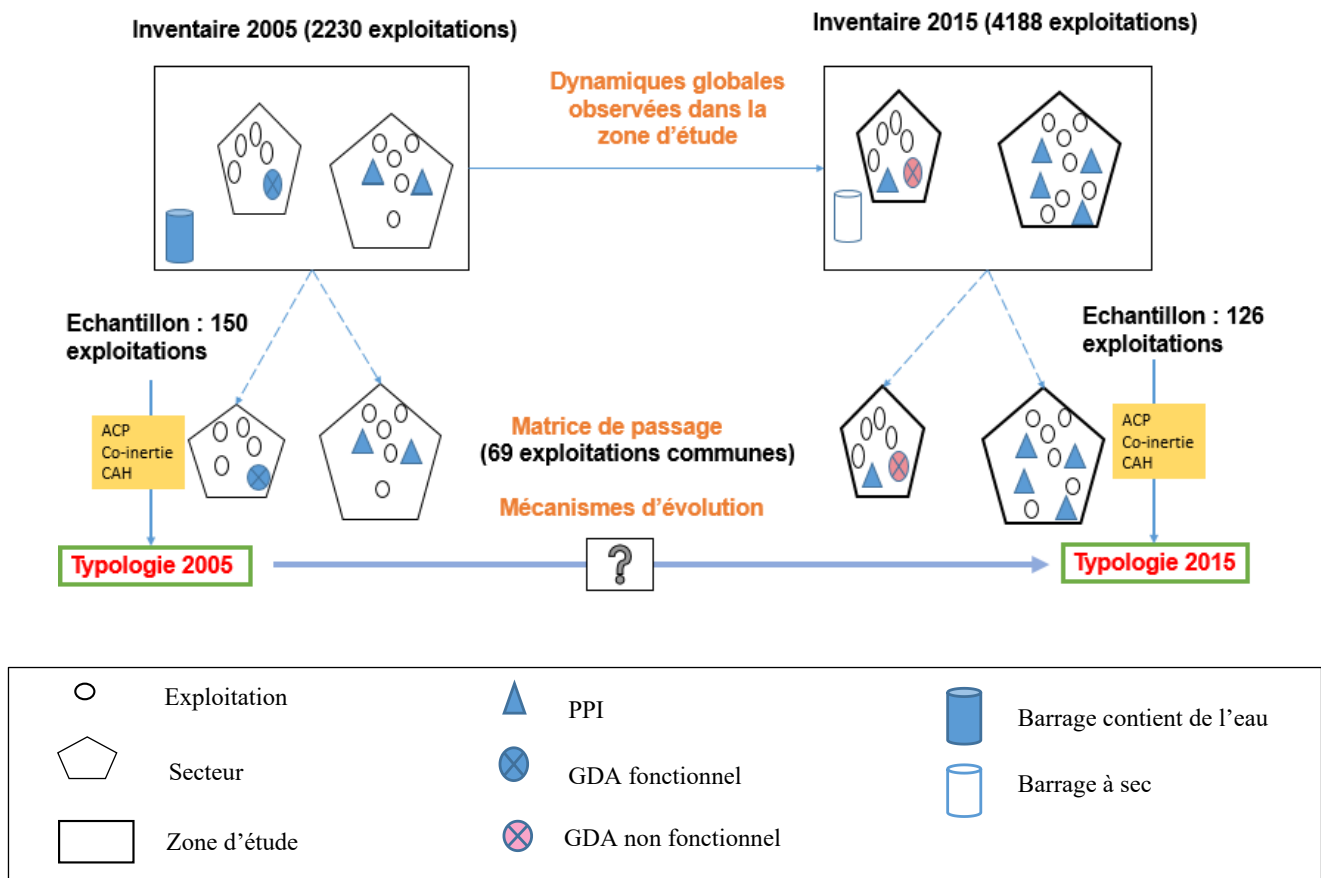 Inventaire 2005 (2230 exploitations)
Inventaire 2015 (4188 exploitations)
Dynamiques globales
observées dans la
zone d'étude
Echantillon : 150
exploitations
Echantillon : 126
exploitations
ACP
Co-inertie
CAH
Matrice de passage
(69 exploitations communes)
Mécanismes d'évolution
ACP
Co-inertie
CAH
Typologie 2005
?
Typologie 2015
Exploitation
PPI
Barrage contient de l'eau
Secteur
GDA fonctionnel
Barrage à sec
Zone d'étude
GDA non fonctionnel